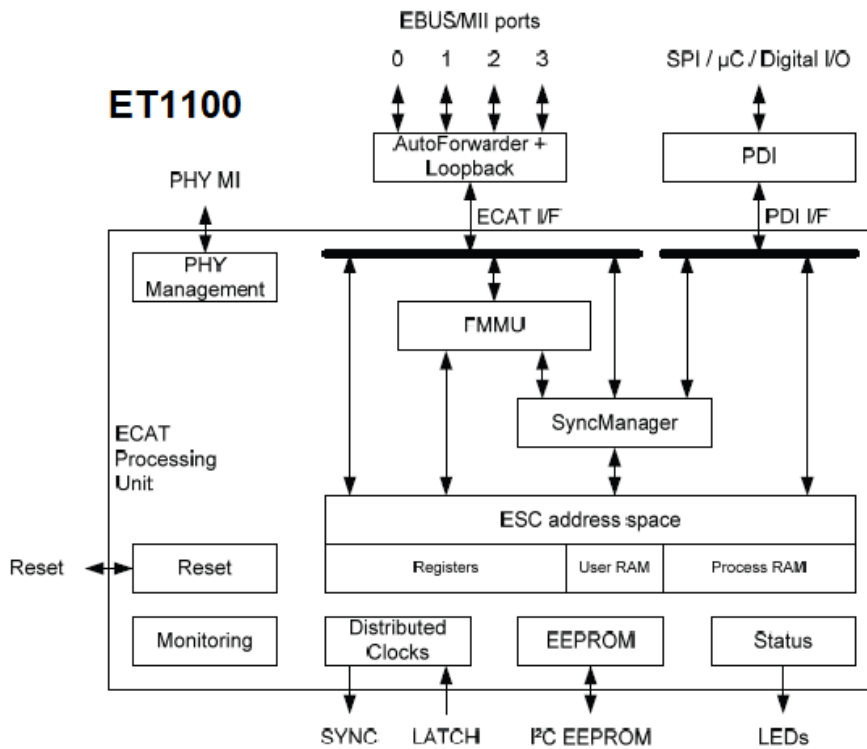 EBUS/MII ports
0 1 2 3
SPI / µC / Digital I/O
ET1100
AutoForwarder +
Loopback
PDI
PHY MI
ECAT I/F
PDI I/F
PHY
Management
FMMU
SyncManager
ECAT
Processing
Unit
ESC address space
Reset
Reset
Registers
User RAM
Process RAM
Monitoring
Distributed
Clocks
EEPROM
Status
SYNC
LATCH
I²C EEPROM
LEDs